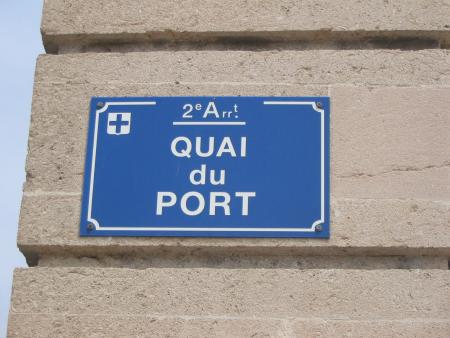 2e Arrt.
QUAI
du
PORT